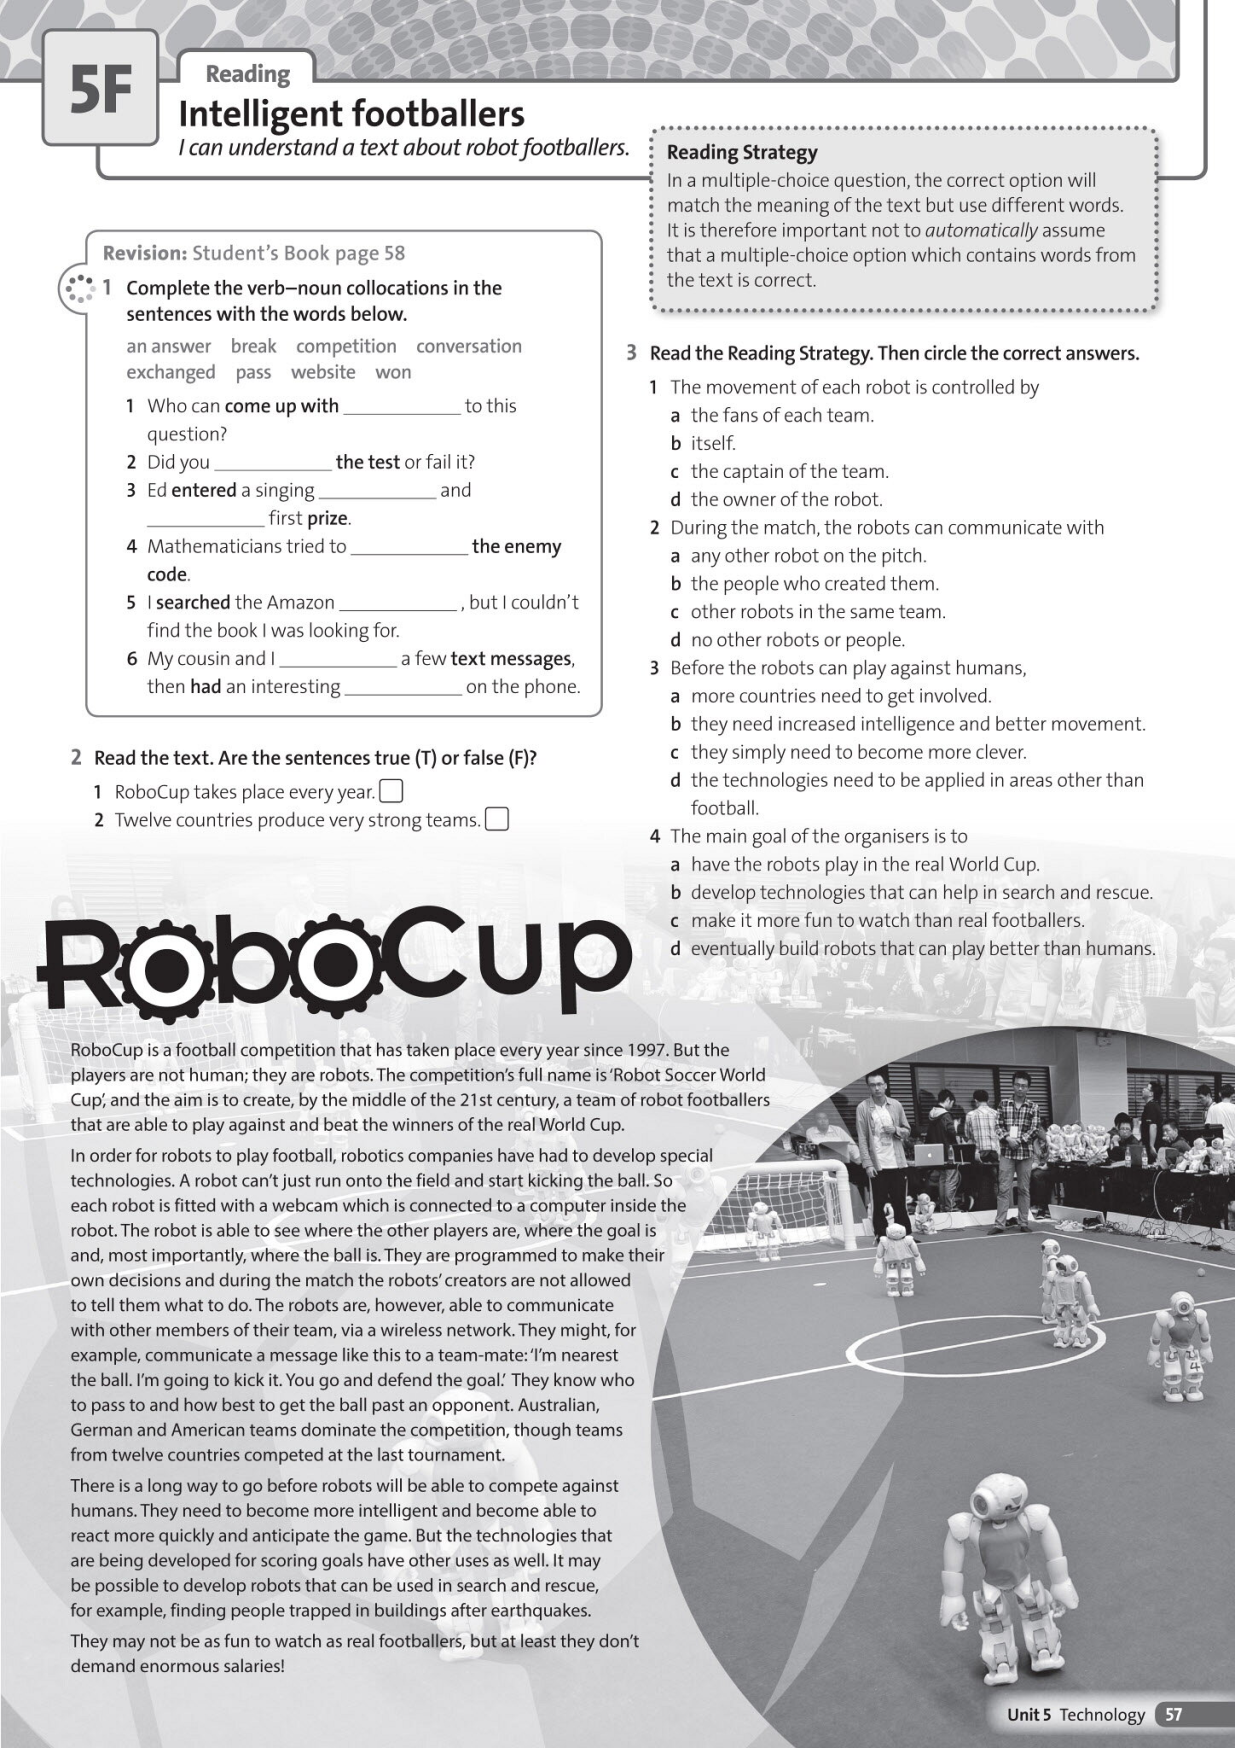 5F
Reading
Intelligent footballers
I can understand a text about robot footballers.
Reading Strategy
In a multiple-choice question, the correct option will
match the meaning of the text but use different words.
It is therefore important not to automatically assume
that a multiple-choice option which contains words from
the text is correct.
Revision: Student's Book page 58
1 Complete the verb–noun collocations in the
sentences with the words below.
an answer break competition conversation
exchanged pass website won
1 Who can come up with ____________ to this
question?
2 Did you ____________ the test or fail it?
3 Ed entered a singing ____________ and
____________ first prize.
4 Mathematicians tried to ____________ the enemy
code.
5 I searched the Amazon ____________ , but I couldn't
find the book I was looking for.
6 My cousin and I ____________ a few text messages,
then had an interesting ____________ on the phone.
2 Read the text. Are the sentences true (T) or false (F)?
1 RoboCup takes place every year.
2 Twelve countries produce very strong teams.
3 Read the Reading Strategy. Then circle the correct answers.
1 The movement of each robot is controlled by
a the fans of each team.
b itself.
c the captain of the team.
d the owner of the robot.
2 During the match, the robots can communicate with
a any other robot on the pitch.
b the people who created them.
c other robots in the same team.
d no other robots or people.
3 Before the robots can play against humans,
a more countries need to get involved.
b they need increased intelligence and better movement.
c they simply need to become more clever.
d the technologies need to be applied in areas other than
football.
4 The main goal of the organisers is to
a have the robots play in the real World Cup.
b develop technologies that can help in search and rescue.
c make it more fun to watch than real footballers.
d eventually build robots that can play better than humans.
RoboCup
RoboCup is a football competition that has taken place every year since 1997. But the
players are not human; they are robots. The competition's full name is 'Robot Soccer World
Cup', and the aim is to create, by the middle of the 21st century, a team of robot footballers
that are able to play against and beat the winners of the real World Cup.
In order for robots to play football, robotics companies have had to develop special
technologies. A robot can't just run onto the field and start kicking the ball. So
each robot is fitted with a webcam which is connected to a computer inside the
robot. The robot is able to see where the other players are, where the goal is
and, most importantly, where the ball is. They are programmed to make their
own decisions and during the match the robots' creators are not allowed
to tell them what to do. The robots are, however, able to communicate
with other members of their team, via a wireless network. They might, for
example, communicate a message like this to a team-mate: 'I'm nearest
the ball. I'm going to kick it. You go and defend the goal.' They know who
to pass to and how best to get the ball past an opponent. Australian,
German and American teams dominate the competition, though teams
from twelve countries competed at the last tournament.
There is a long way to go before robots will be able to compete against
humans. They need to become more intelligent and become able to
react more quickly and anticipate the game. But the technologies that
are being developed for scoring goals have other uses as well. It may
be possible to develop robots that can be used in search and rescue,
for example, finding people trapped in buildings after earthquakes.
They may not be as fun to watch as real footballers, but at least they don't
demand enormous salaries!
4
Unit 5 Technology 57